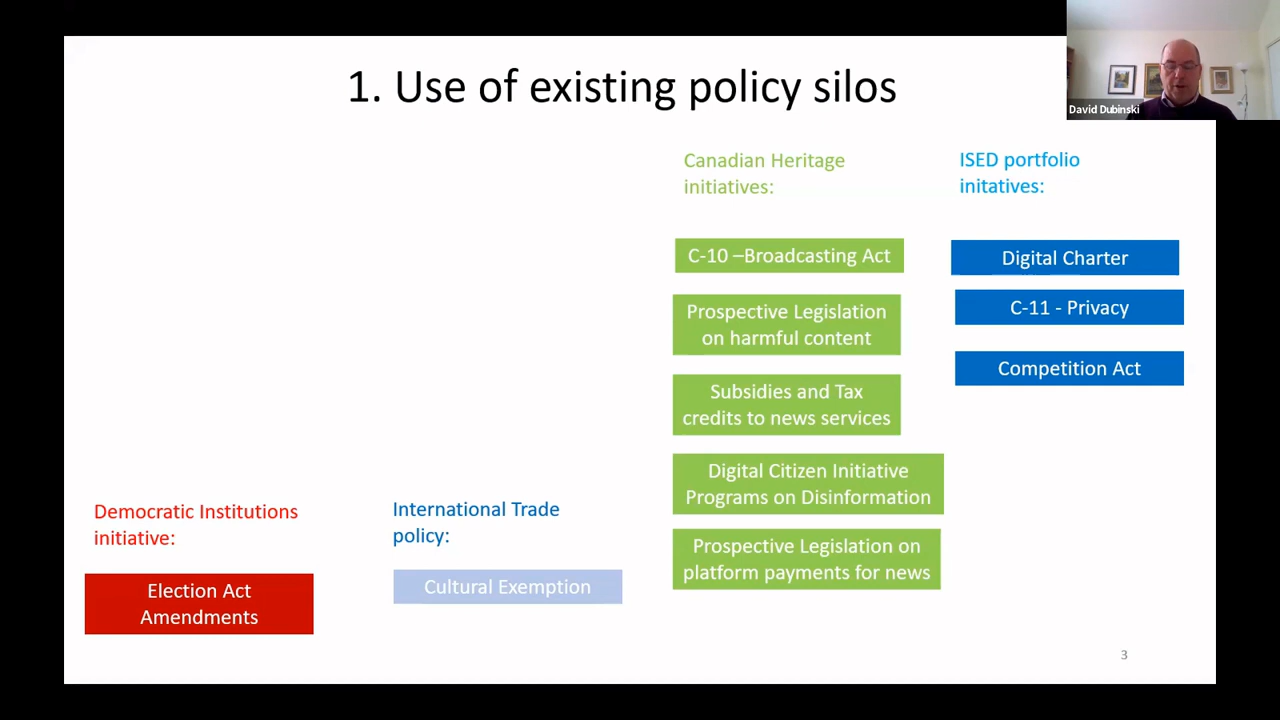 1. Use of existing policy silos
David Dubinski
Canadian Heritage
initiatives:
C-10 –Broadcasting Act
Prospective Legislation
on harmful content
Subsidies and Tax
credits to news services
Digital Citizen Initiative
Programs on Disinformation
Prospective Legislation on
platform payments for news
ISED portfolio
initatives:
Digital Charter
C-11 - Privacy
Competition Act
Democratic Institutions
initiative:
Election Act
Amendments
International Trade
policy:
Cultural Exemption
3